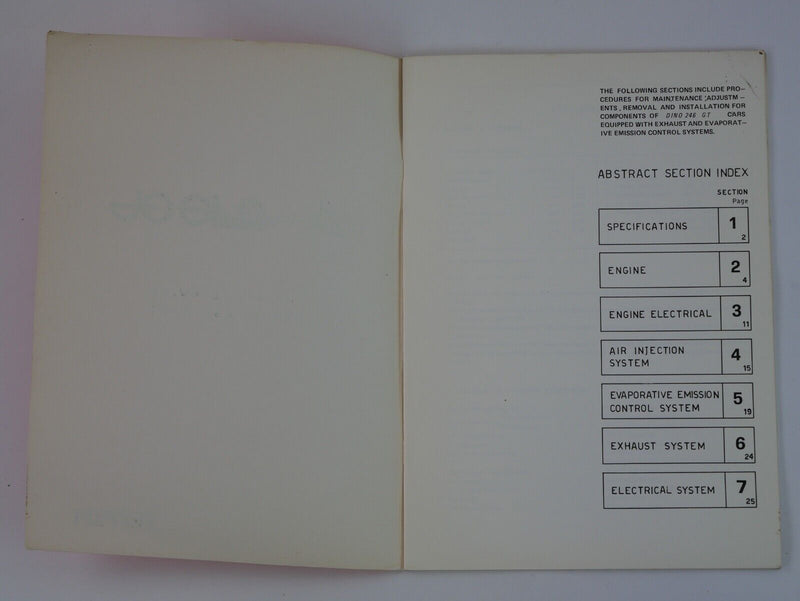 THE FOLLOWING SECTIONS INCLUDE PRO-
CEDURES FOR MAINTENANCE ,ADJUSTM -
ENTS , REMOVAL AND INSTALLATION FOR
COMPONENTS OF DINO 246 GT CARS
EQUIPPED WITH EXHAUST AND EVAPORAT-
IVE EMISSION CONTROL SYSTEMS.
ABSTRACT SECTION INDEX
SECTION
Page
SPECIFICATIONS 1 2
ENGINE 2 4
ENGINE ELECTRICAL 3 11
AIR INJECTION
SYSTEM 4 15
EVAPORATIVE EMISSION
CONTROL SYSTEM 5 19
EXHAUST SYSTEM 6 24
ELECTRICAL SYSTEM 7 25